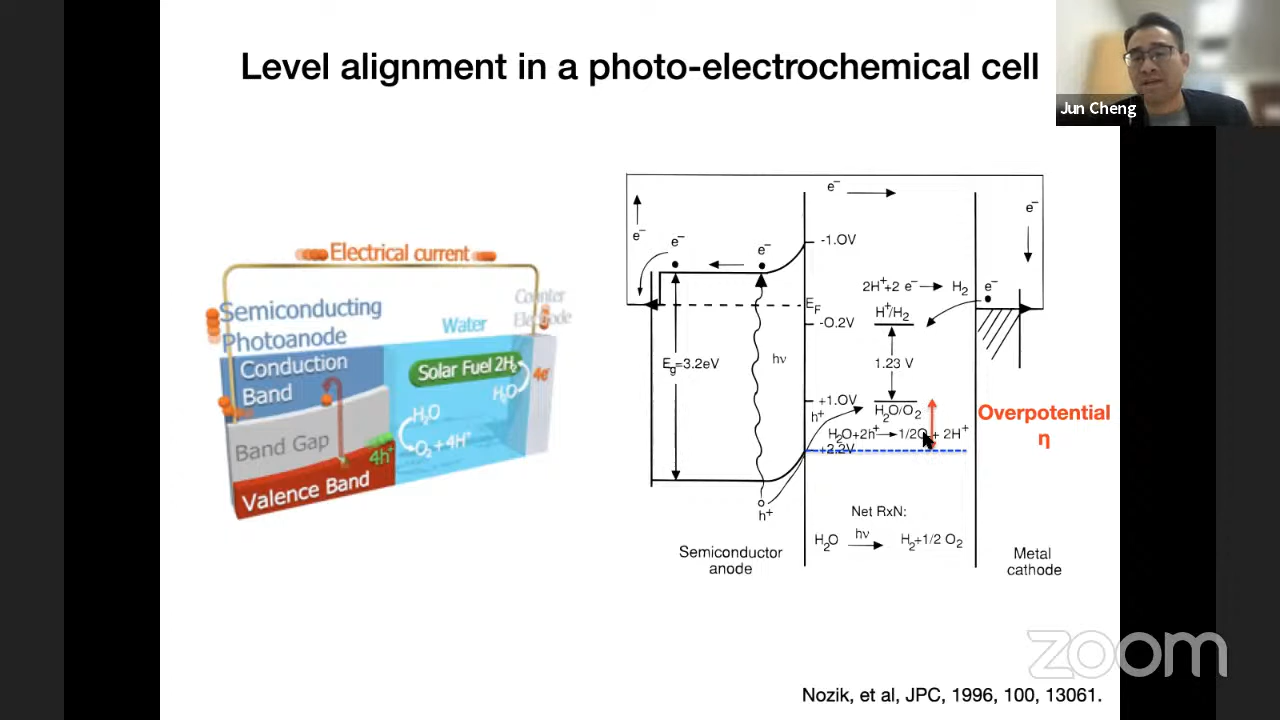 Level alignment in a photo-electrochemical cell
Jun Cheng
Electrical current
Semiconducting
Photoanode
Counter
Electrode
Water
Conduction
Band
Solar Fuel 2H₂
4e⁻
H₂O
H₂O
O₂ + 4H⁺
Band Gap
4h⁺
Valence Band
e⁻
e⁻
e⁻
e⁻
e⁻
-1.0V
2H⁺+2 e⁻ → H₂
e⁻
E_F
H⁺/H₂
-0.2V
E_g=3.2eV
hν
1.23 V
+1.0V
h⁺
H₂O/O₂
Overpotential
η
H₂O+2h⁺ → 1/2O₂ + 2H⁺
+2.2V
h⁺
Net RxN:
H₂O hν → H₂+1/2 O₂
Semiconductor
anode
Metal
cathode
zoom
Nozik, et al, JPC, 1996, 100, 13061.